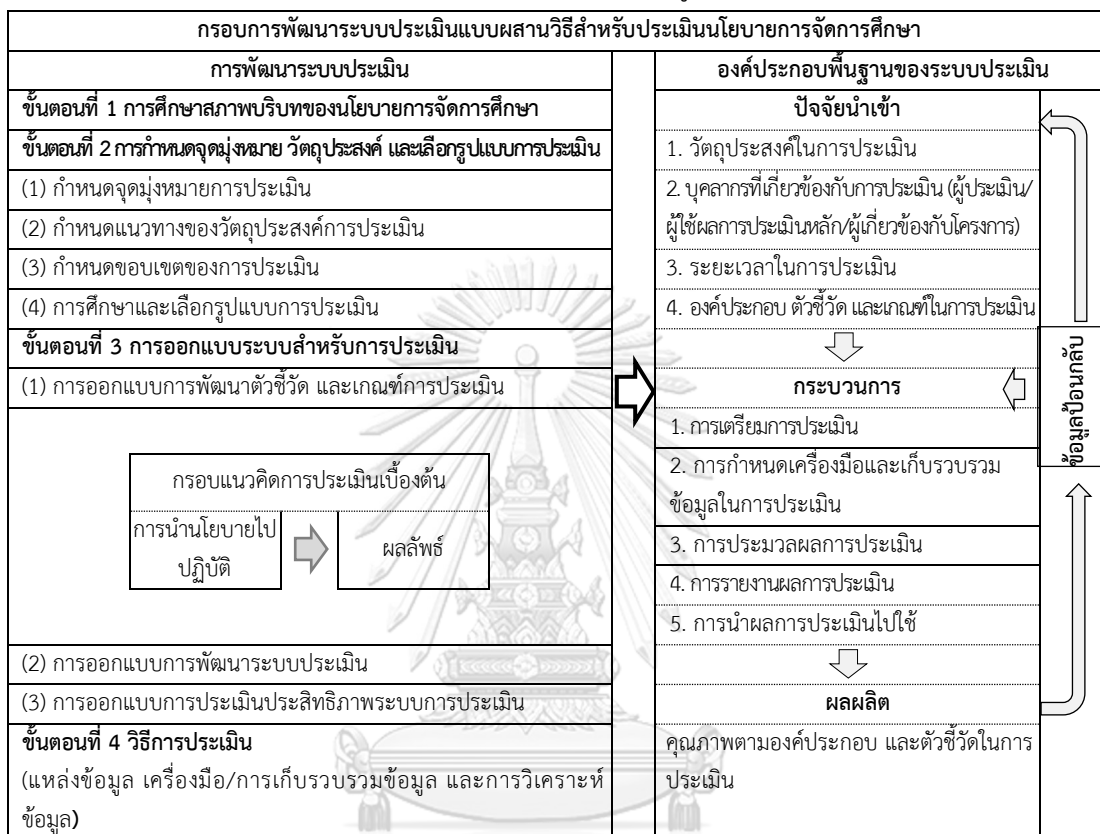 กรอบการพัฒนาระบบประเมินแบบผสานวิธีสำหรับประเมินนโยบายการจัดการศึกษา
การพัฒนาระบบประเมิน
ขั้นตอนที่ 1 การศึกษาสภาพบริบทของนโยบายการจัดการศึกษา
ขั้นตอนที่ 2 การกำหนดจุดมุ่งหมาย วัตถุประสงค์ และเลือกรูปแบบการประเมิน
(1) กำหนดจุดมุ่งหมายการประเมิน
(2) กำหนดแนวทางของวัตถุประสงค์การประเมิน
(3) กำหนดขอบเขตของการประเมิน
(4) การศึกษาและเลือกรูปแบบการประเมิน
ขั้นตอนที่ 3 การออกแบบระบบสำหรับการประเมิน
(1) การออกแบบการพัฒนาตัวชี้วัด และเกณฑ์การประเมิน
กรอบแนวคิดการประเมินเบื้องต้น
การนำนโยบายไป
ปฏิบัติ
ผลลัพธ์
(2) การออกแบบการพัฒนาระบบประเมิน
(3) การออกแบบการประเมินประสิทธิภาพระบบการประเมิน
ขั้นตอนที่ 4 วิธีการประเมิน
(แหล่งข้อมูล เครื่องมือ/การเก็บรวบรวมข้อมูล และการวิเคราะห์
ข้อมูล)
องค์ประกอบพื้นฐานของระบบประเมิน
ปัจจัยนำเข้า
1. วัตถุประสงค์ในการประเมิน
2. บุคลากรที่เกี่ยวข้องกับการประเมิน (ผู้ประเมิน/
ผู้ใช้ผลการประเมินหลัก/ผู้เกี่ยวข้องกับโครงการ)
3. ระยะเวลาในการประเมิน
4. องค์ประกอบ ตัวชี้วัด และเกณฑ์ในการประเมิน
กระบวนการ
1. การเตรียมการประเมิน
2. การกำหนดเครื่องมือและเก็บรวบรวม
ข้อมูลในการประเมิน
3. การประมวลผลการประเมิน
4. การรายงานผลการประเมิน
5. การนำผลการประเมินไปใช้
ผลผลิต
คุณภาพตามองค์ประกอบ และตัวชี้วัดในการ
ประเมิน
ข้อมูลป้อนกลับ